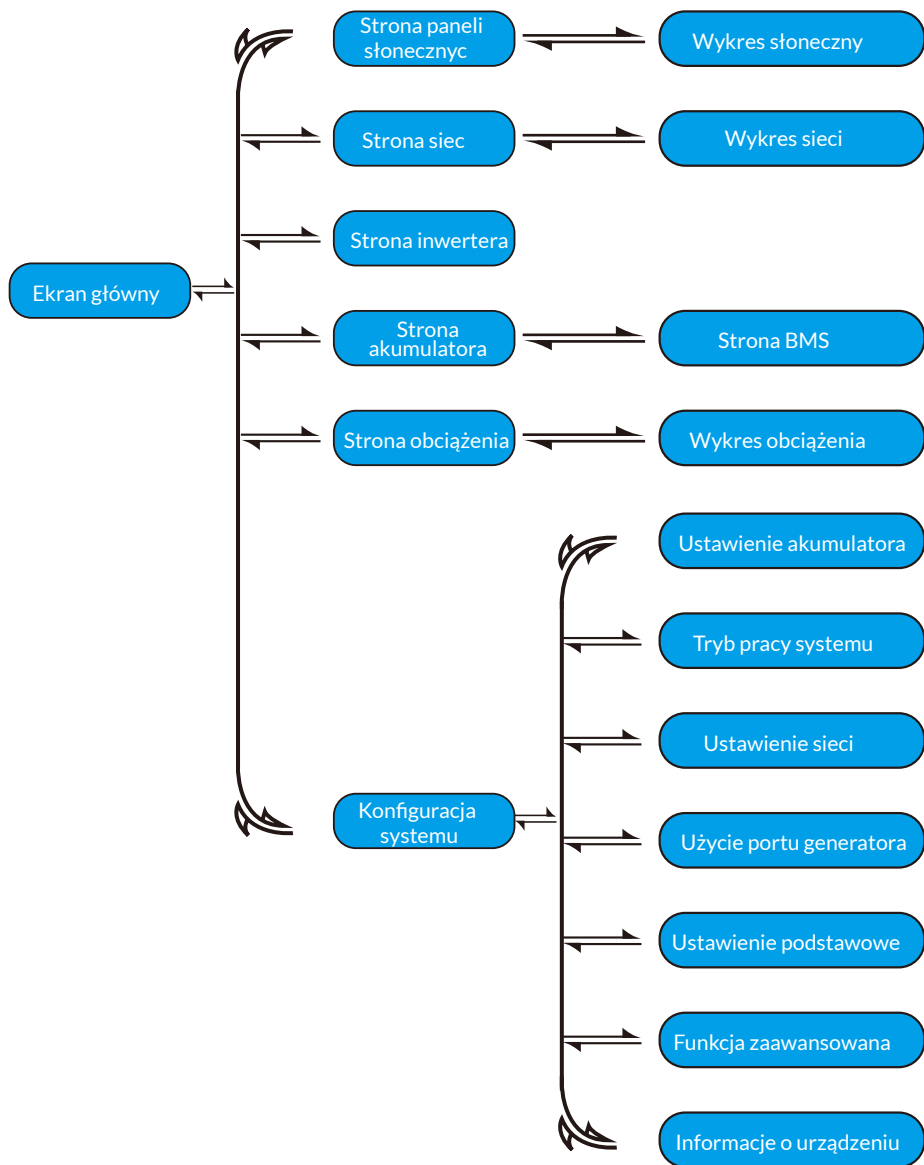 Strona paneli
słonecznyc
Wykres słoneczny
Strona siec
Wykres sieci
Strona inwertera
Ekran główny
Strona
akumulatora
Strona BMS
Strona obciążenia
Wykres obciążenia
Ustawienie akumulatora
Tryb pracy systemu
Ustawienie sieci
Konfiguracja
systemu
Użycie portu generatora
Ustawienie podstawowe
Funkcja zaawansowana
Informacje o urządzeniu